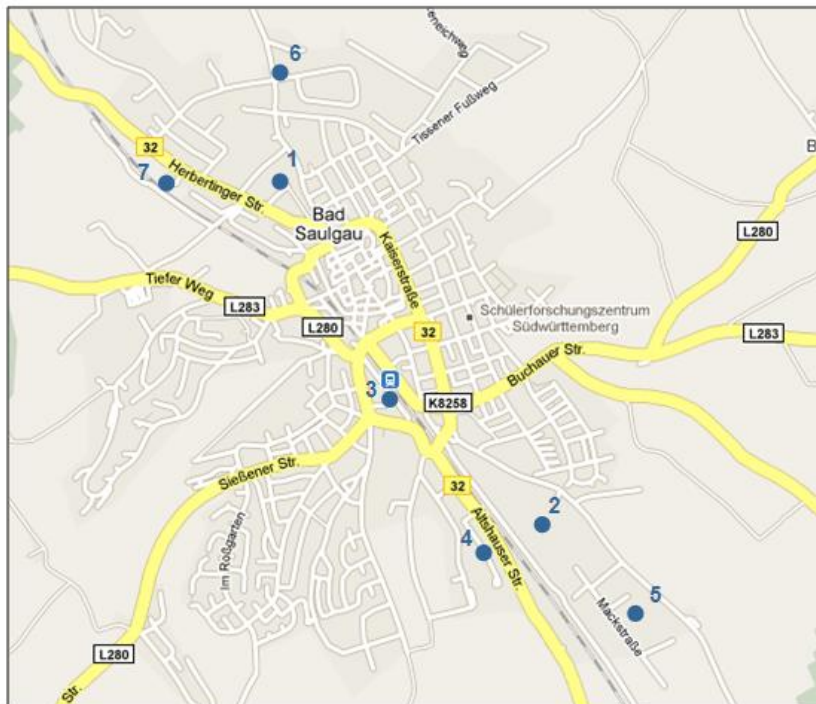 eneichweg
6
Tissener Fußweg
32
1
B
7
Herbertinger Str.
Bad
Saulgau
L280
Kaiserstraße
Tiefer Weg
L283
Schülerforschungszentrum
Südwürttemberg
L280
32
L283
Buchauer Str.
3
K8258
Sießener Str.
32
2
Im Roßgarten
4
Altshauser Str.
5
Mackstraße
L280
Str.